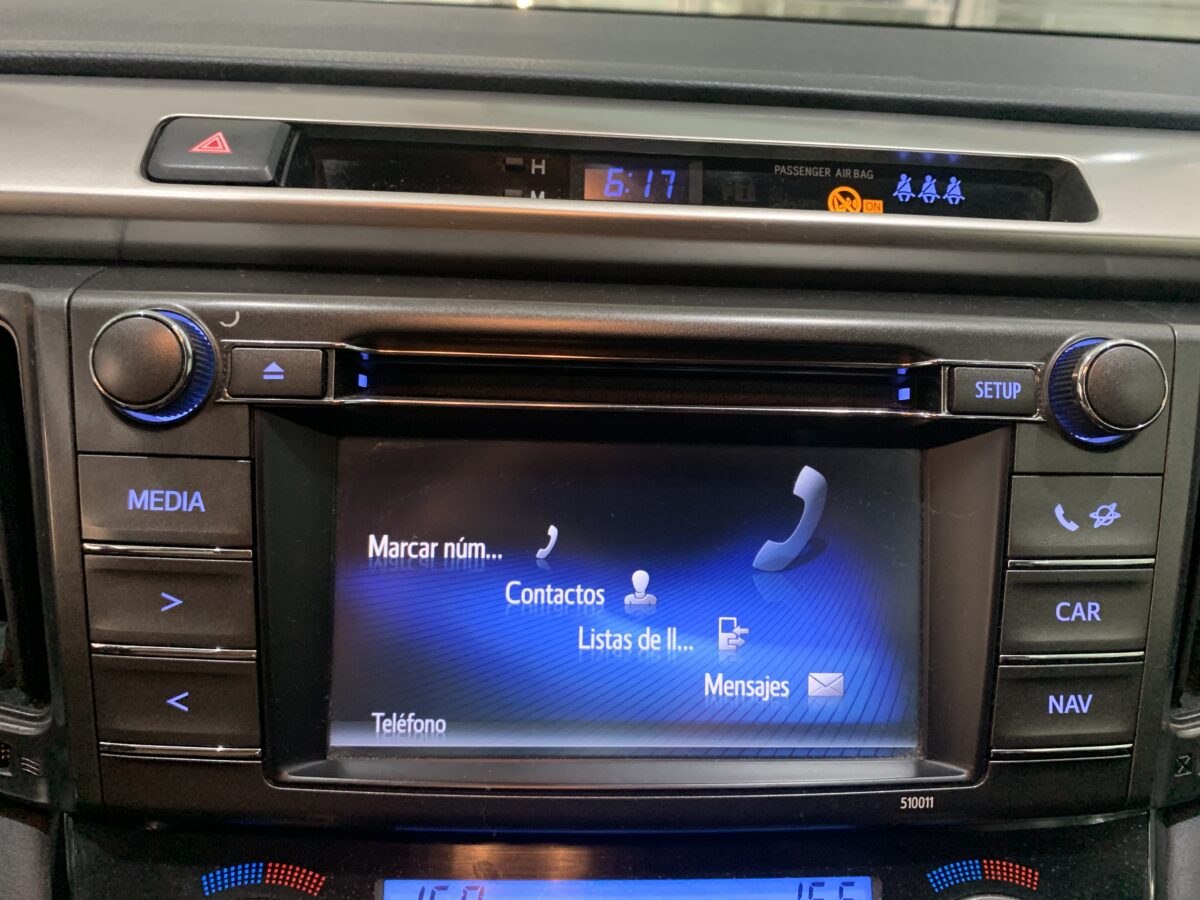 H
6:17
PASSENGER AIR BAG
ON
SETUP
MEDIA
>
<
Marcar núm...
Contactos
Listas de ll...
Mensajes
Teléfono
CAR
NAV
510011